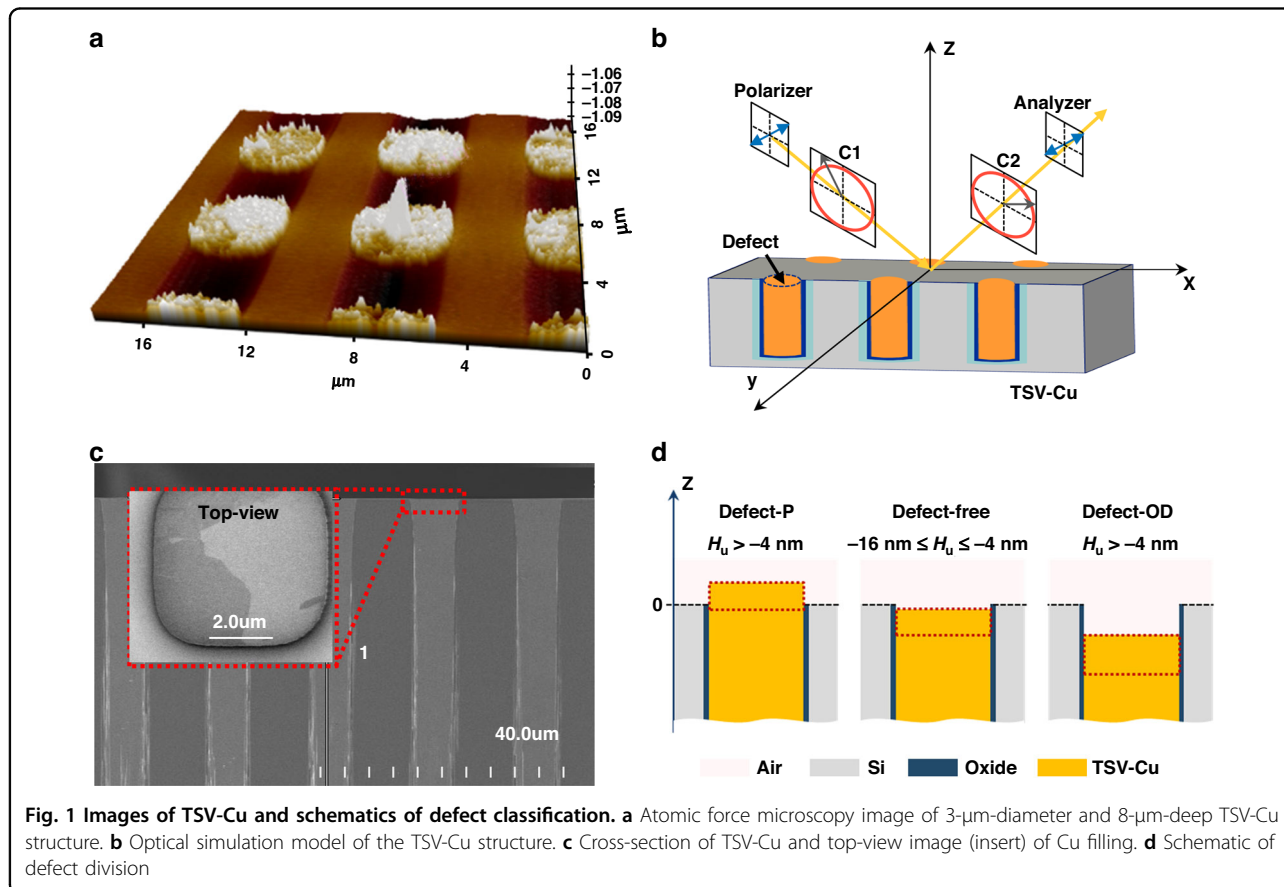 a
−1.06
−1.07
−1.08
−1.09
16
12
8
4
0
μm
16
12
8
4
0
μm
b
Z
Polarizer
Analyzer
C1
C2
Defect
X
y
TSV-Cu
c
Top-view
2.0um
1
40.0um
d
Z
Defect-P
Defect-free
Defect-OD
Hu > −4 nm
−16 nm ≤ Hu ≤ −4 nm
Hu > −4 nm
0
Air
Si
Oxide
TSV-Cu
Fig. 1 Images of TSV-Cu and schematics of defect classification. a Atomic force microscopy image of 3-μm-diameter and 8-μm-deep TSV-Cu
structure. b Optical simulation model of the TSV-Cu structure. c Cross-section of TSV-Cu and top-view image (insert) of Cu filling. d Schematic of
defect division